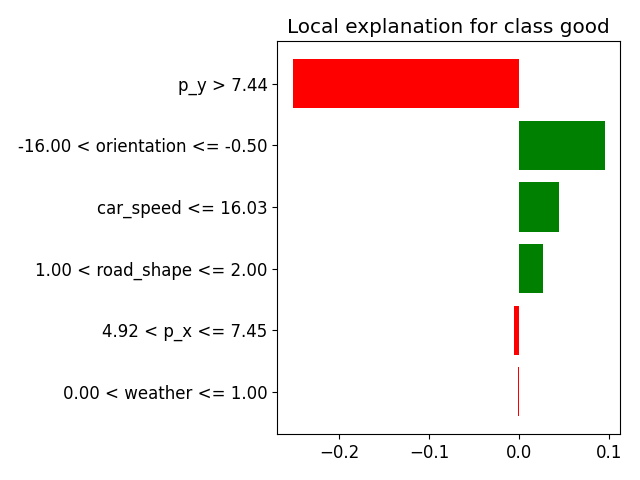 Local explanation for class good
p_y > 7.44
-16.00 < orientation <= -0.50
car_speed <= 16.03
1.00 < road_shape <= 2.00
4.92 < p_x <= 7.45
0.00 < weather <= 1.00
−0.2 −0.1 0.0 0.1